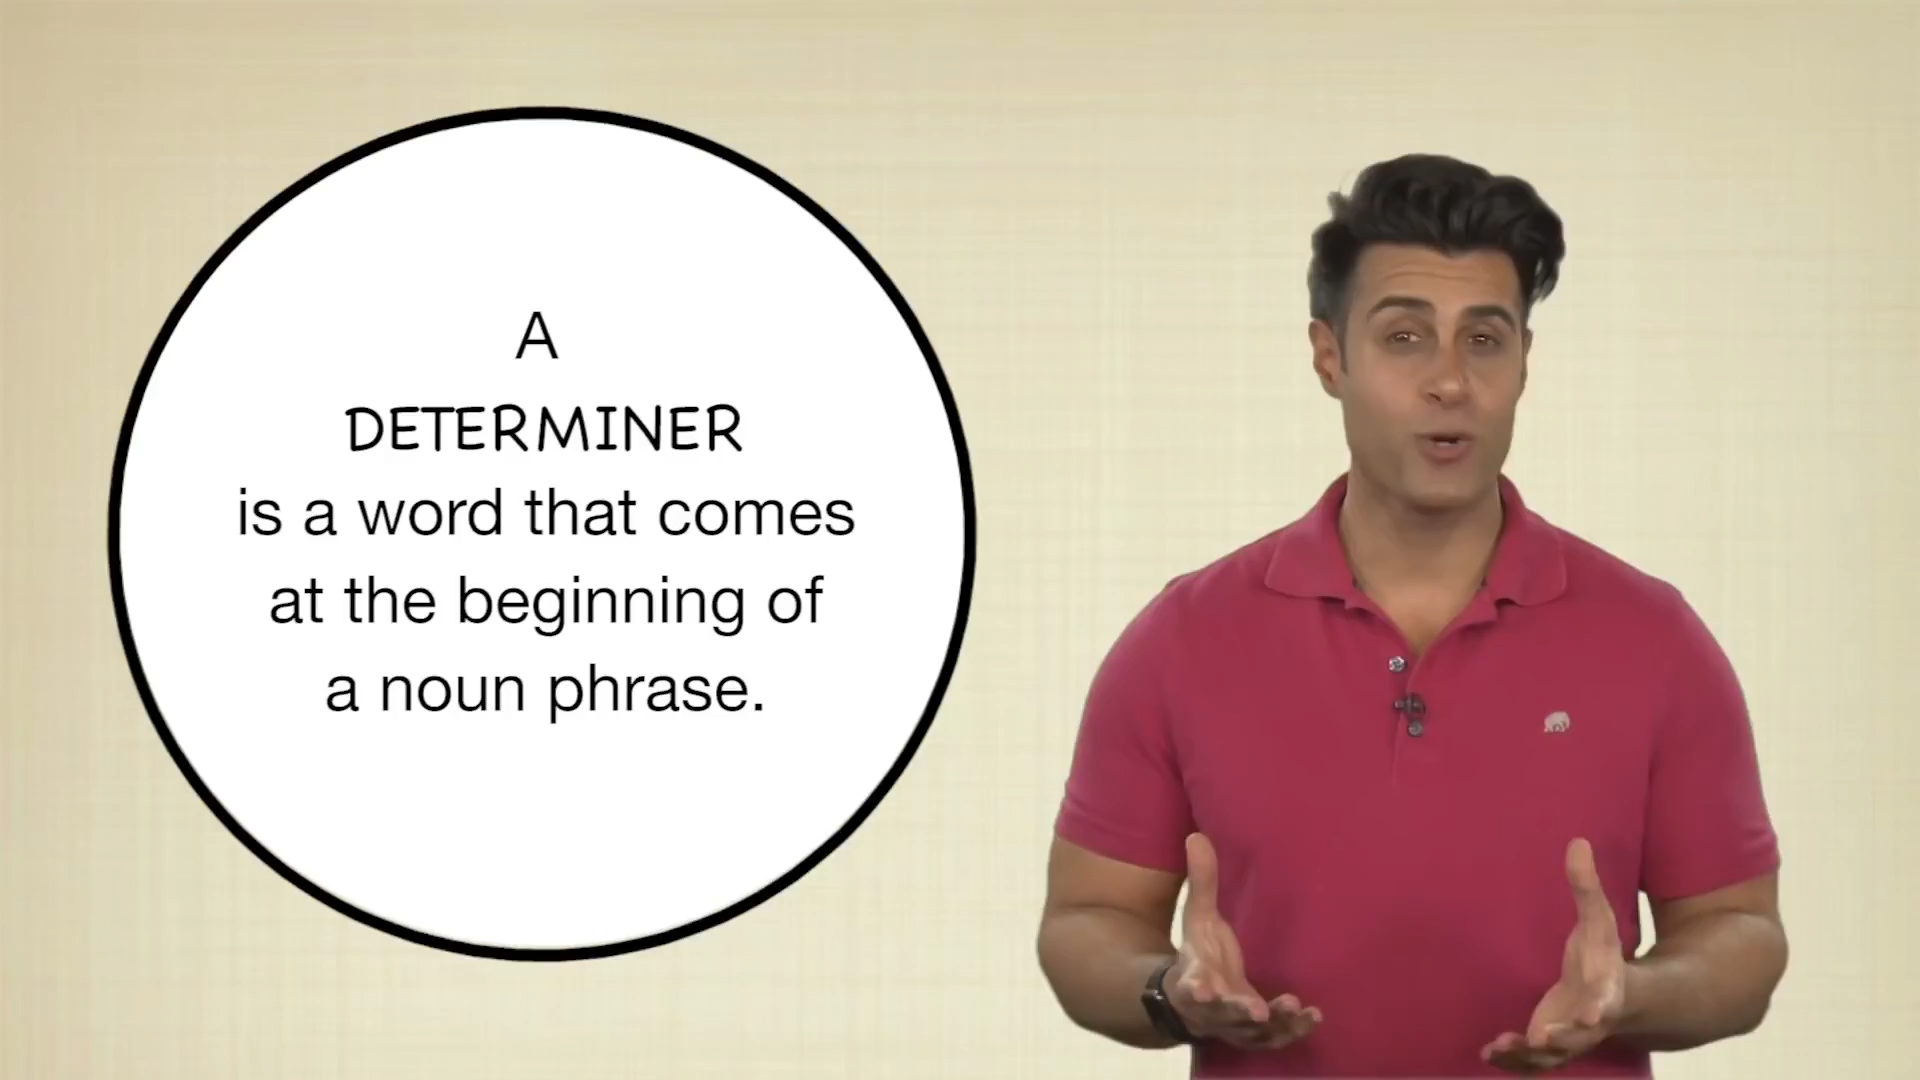 A
DETERMINER
is a word that comes
at the beginning of
a noun phrase.